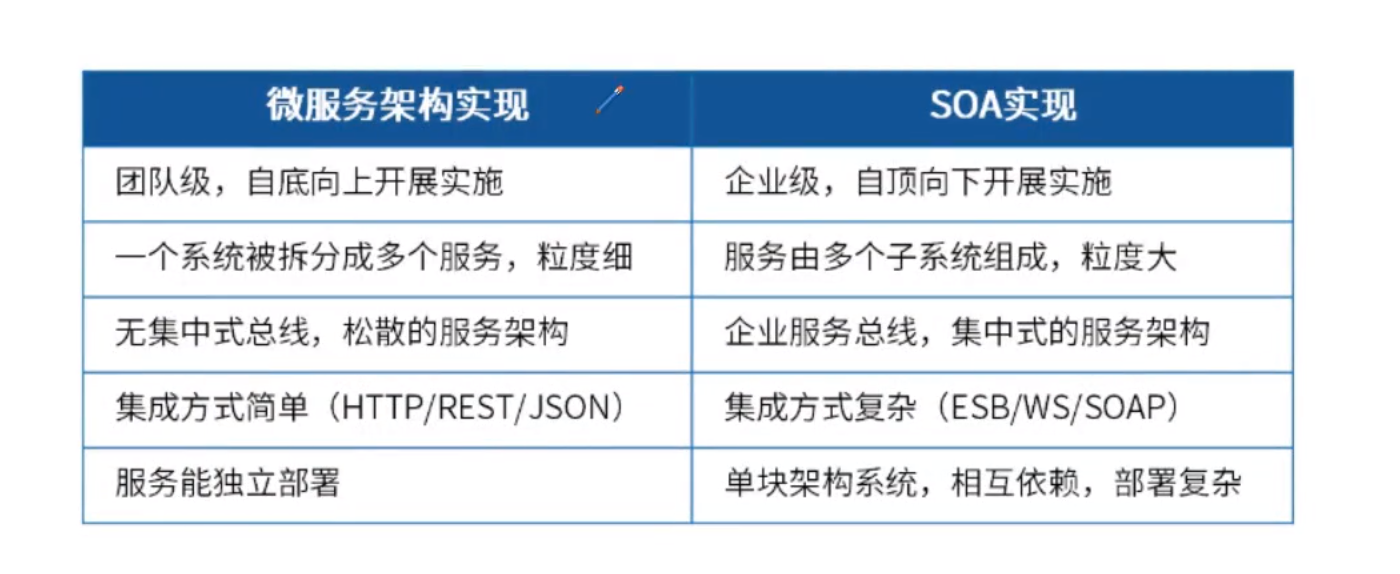 微服务架构实现
SOA实现
团队级，自底向上开展实施
企业级，自顶向下开展实施
一个系统被拆分成多个服务，粒度细
服务由多个子系统组成，粒度大
无集中式总线，松散的服务架构
企业服务总线，集中式的服务架构
集成方式简单（HTTP/REST/JSON）
集成方式复杂（ESB/WS/SOAP）
服务能独立部署
单块架构系统，相互依赖，部署复杂